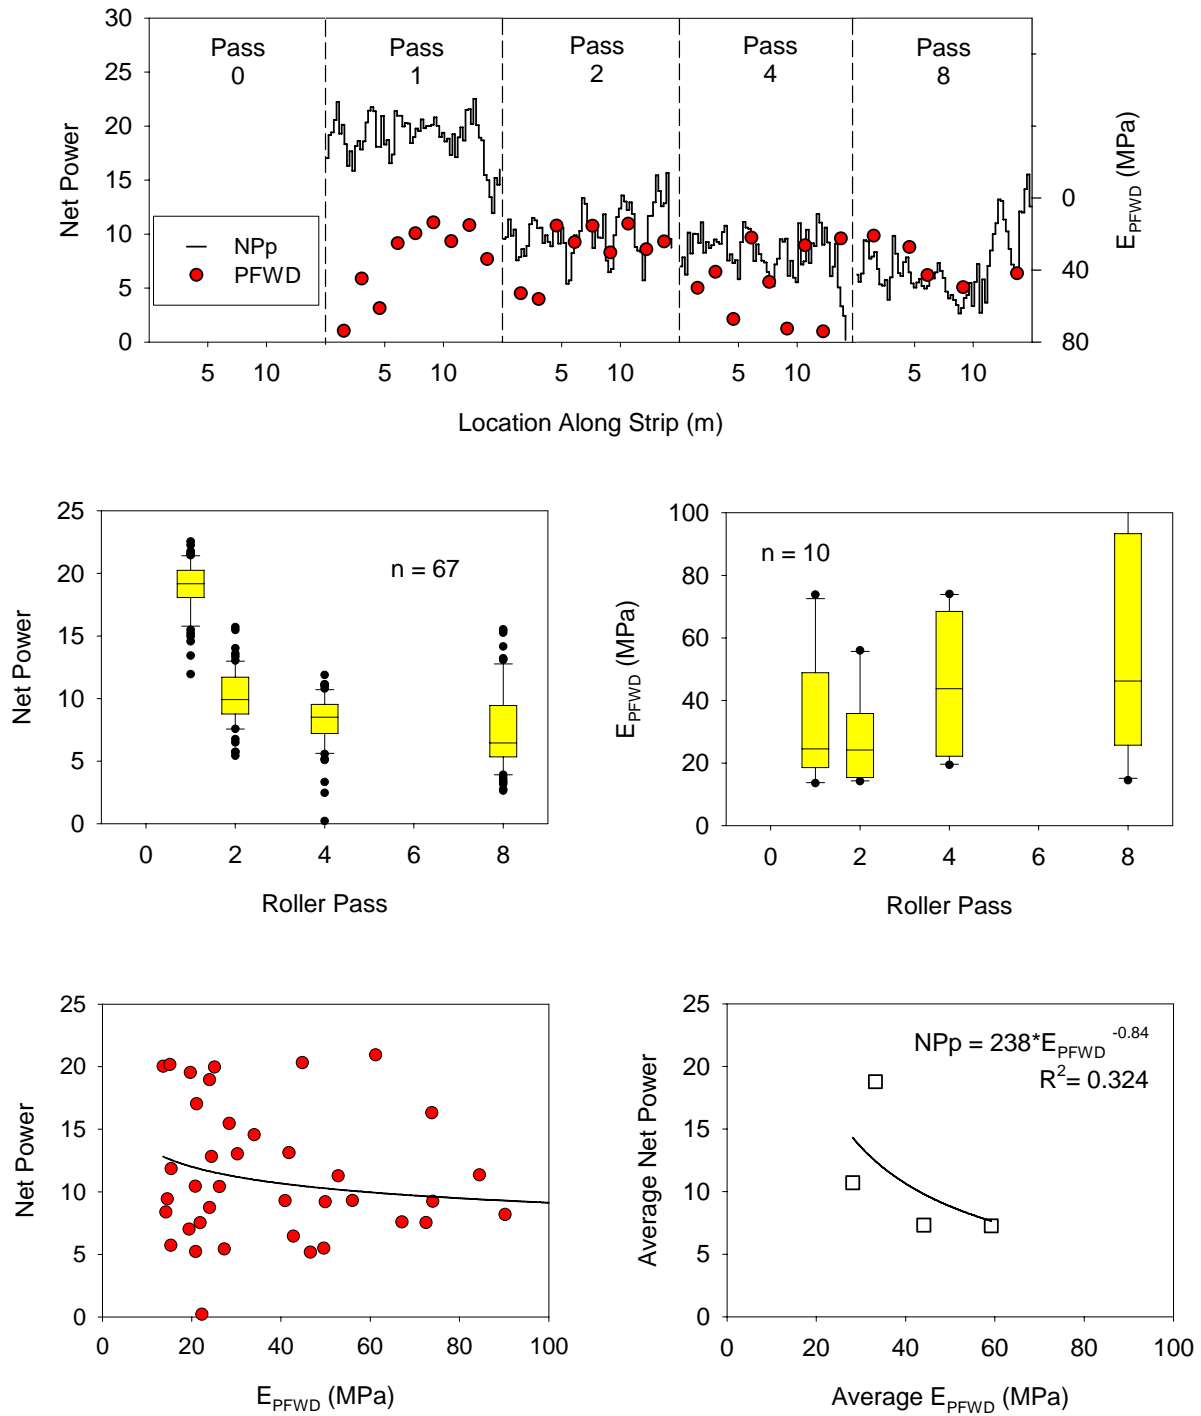 30
25
20
15
10
5
0
Net Power
Pass
0
Pass
1
Pass
2
Pass
4
Pass
8
NPp
PFWD
0
40
80
E_PFWD (MPa)
5 10 5 10 5 10 5 10 5 10
Location Along Strip (m)
25
20
15
10
5
0
Net Power
n = 67
0 2 4 6 8
Roller Pass
100
80
60
40
20
0
E_PFWD (MPa)
n = 10
0 2 4 6 8
Roller Pass
25
20
15
10
5
0
Net Power
0 20 40 60 80 100
E_PFWD (MPa)
25
20
15
10
5
0
Average Net Power
NPp = 238*E_PFWD^-0.84
R²= 0.324
0 20 40 60 80 100
Average E_PFWD (MPa)